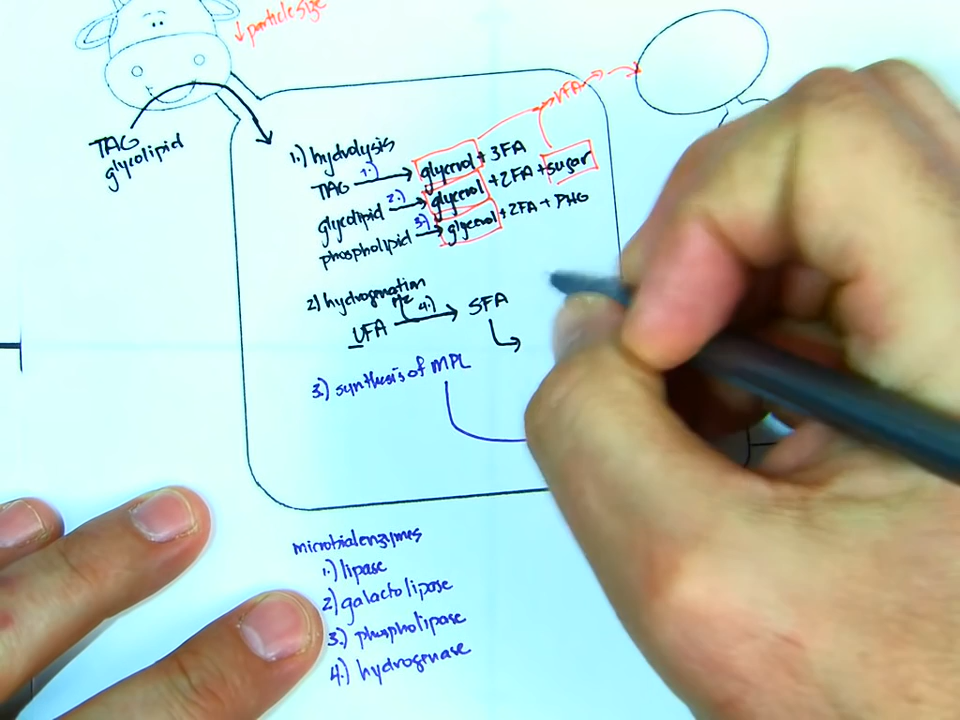 ↓ particle size
TAG
glycolipid
VFA
1.) hydrolysis
TAG 1.) → glycerol + 3FA
glycolipid 2.) → glycerol + 2FA + sugar
phospholipid 3.) → glycerol + 2FA + PHG
2) hydrogenation
UFA H2 4.) → SFA
3.) synthesis of MPL
microbial enzymes
1.) lipase
2) galactolipase
3.) phospholipase
4.) hydrogenase